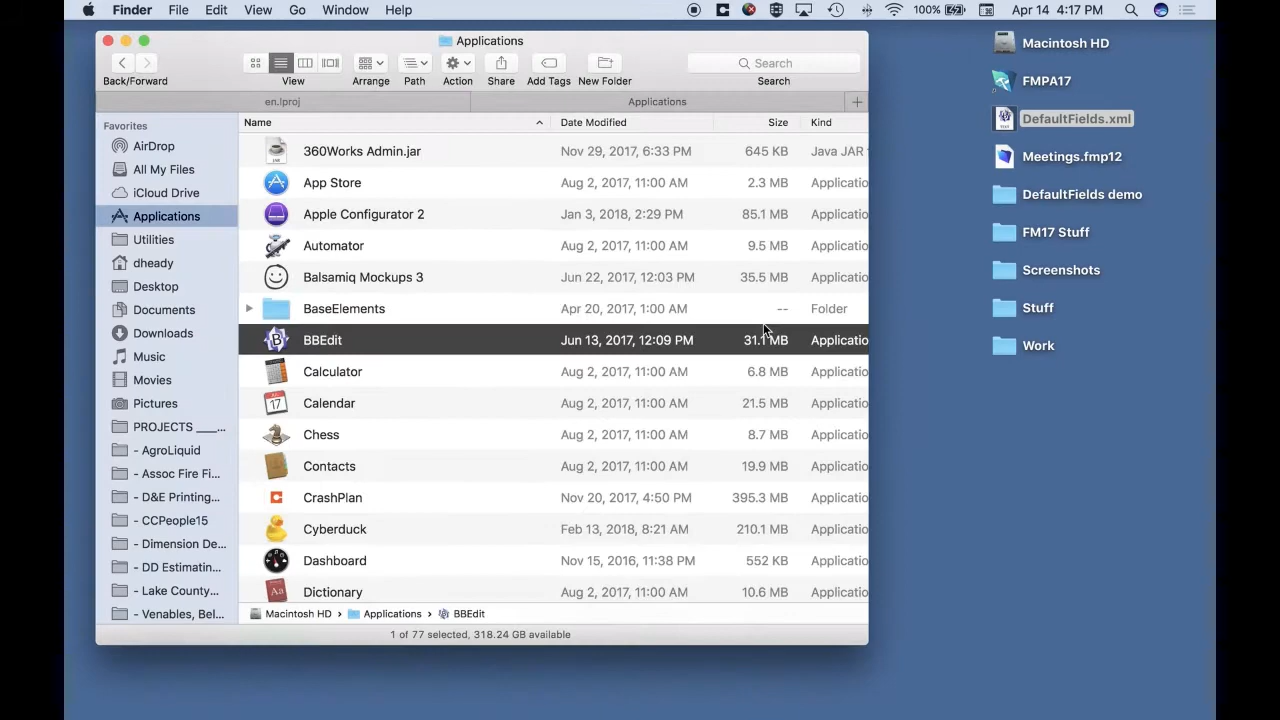 Finder File Edit View Go Window Help 100% Apr 14 4:17 PM
Applications
Back/Forward View Arrange Path Action Share Add Tags New Folder Search
Search
en.lproj Applications
Favorites
AirDrop
All My Files
iCloud Drive
Applications
Utilities
dheady
Desktop
Documents
Downloads
Music
Movies
Pictures
PROJECTS ___...
- AgroLiquid
- Assoc Fire Fi...
- D&E Printing...
- CCPeople15
- Dimension De...
- DD Estimatin...
- Lake County...
- Venables, Bel...
Name Date Modified Size Kind
360Works Admin.jar Nov 29, 2017, 6:33 PM 645 KB Java JAR
App Store Aug 2, 2017, 11:00 AM 2.3 MB Applicatio
Apple Configurator 2 Jan 3, 2018, 2:29 PM 85.1 MB Applicatio
Automator Aug 2, 2017, 11:00 AM 9.5 MB Applicatio
Balsamiq Mockups 3 Jun 22, 2017, 12:03 PM 35.5 MB Applicatio
BaseElements Apr 20, 2017, 1:00 AM -- Folder
BBEdit Jun 13, 2017, 12:09 PM 31.1 MB Applicatio
Calculator Aug 2, 2017, 11:00 AM 6.8 MB Applicatio
Calendar Aug 2, 2017, 11:00 AM 21.5 MB Applicatio
Chess Aug 2, 2017, 11:00 AM 8.7 MB Applicatio
Contacts Aug 2, 2017, 11:00 AM 19.9 MB Applicatio
CrashPlan Nov 20, 2017, 4:50 PM 395.3 MB Applicatio
Cyberduck Feb 13, 2018, 8:21 AM 210.1 MB Applicatio
Dashboard Nov 15, 2016, 11:38 PM 552 KB Applicatio
Dictionary Aug 2, 2017, 11:00 AM 10.6 MB Applicatio
Macintosh HD › Applications › BBEdit
1 of 77 selected, 318.24 GB available
Macintosh HD
FMPA17
DefaultFields.xml
Meetings.fmp12
DefaultFields demo
FM17 Stuff
Screenshots
Stuff
Work